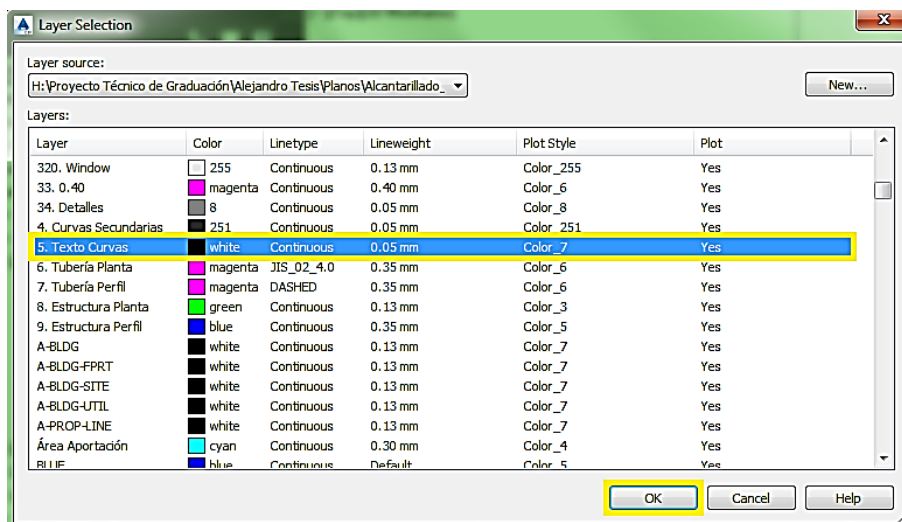 Layer Selection
Layer source:
H:\Proyecto Técnico de Graduación\Alejandro Tesis\Planos\Alcantarillado_
New...
Layers:
Layer Color Linetype Lineweight Plot Style Plot
320. Window 255 Continuous 0.13 mm Color_255 Yes
33. 0.40 magenta Continuous 0.40 mm Color_6 Yes
34. Detalles 8 Continuous 0.05 mm Color_8 Yes
4. Curvas Secundarias 251 Continuous 0.05 mm Color_251 Yes
5. Texto Curvas white Continuous 0.05 mm Color_7 Yes
6. Tubería Planta magenta JIS_02_4.0 0.35 mm Color_6 Yes
7. Tubería Perfil magenta DASHED 0.35 mm Color_6 Yes
8. Estructura Planta green Continuous 0.13 mm Color_3 Yes
9. Estructura Perfil blue Continuous 0.35 mm Color_5 Yes
A-BLDG white Continuous 0.13 mm Color_7 Yes
A-BLDG-FPRT white Continuous 0.13 mm Color_7 Yes
A-BLDG-SITE white Continuous 0.13 mm Color_7 Yes
A-BLDG-UTIL white Continuous 0.13 mm Color_7 Yes
A-PROP-LINE white Continuous 0.13 mm Color_7 Yes
Área Aportación cyan Continuous 0.30 mm Color_4 Yes
BLUE blue Continuous Default Color_5 Yes
OK Cancel Help